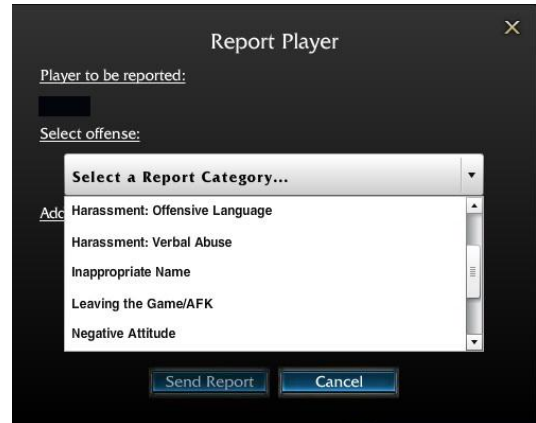 Report Player
Player to be reported:
Select offense:
Select a Report Category...
Add
Harassment: Offensive Language
Harassment: Verbal Abuse
Inappropriate Name
Leaving the Game/AFK
Negative Attitude
Send Report
Cancel